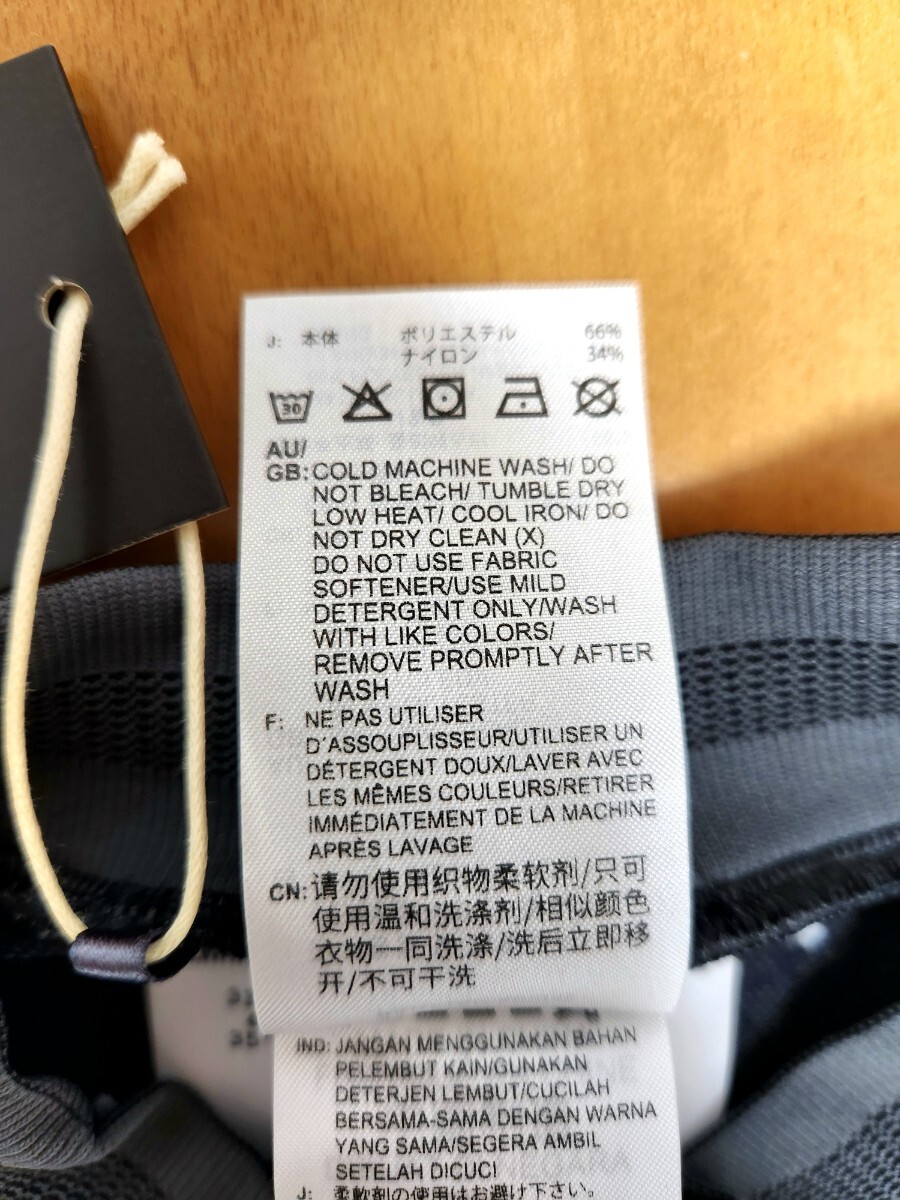 J: 本体 ポリエステル 66%
ナイロン 34%
30
AU/
GB: COLD MACHINE WASH/ DO
NOT BLEACH/ TUMBLE DRY
LOW HEAT/ COOL IRON/ DO
NOT DRY CLEAN (X)
DO NOT USE FABRIC
SOFTENER/USE MILD
DETERGENT ONLY/WASH
WITH LIKE COLORS/
REMOVE PROMPTLY AFTER
WASH
F: NE PAS UTILISER
D´ASSOUPLISSEUR/UTILISER UN
DÉTERGENT DOUX/LAVER AVEC
LES MÊMES COULEURS/RETIRER
IMMÉDIATEMENT DE LA MACHINE
APRÈS LAVAGE
CN: 请勿使用织物柔软剂/只可
使用温和洗涤剂/相似颜色
衣物一同洗涤/洗后立即移
开/不可干洗
IND: JANGAN MENGGUNAKAN BAHAN
PELEMBUT KAIN/GUNAKAN
DETERJEN LEMBUT/CUCILAH
BERSAMA-SAMA DENGAN WARNA
YANG SAMA/SEGERA AMBIL
SETELAH DICUCI
J: 柔軟剤の使用はお避け下さい。